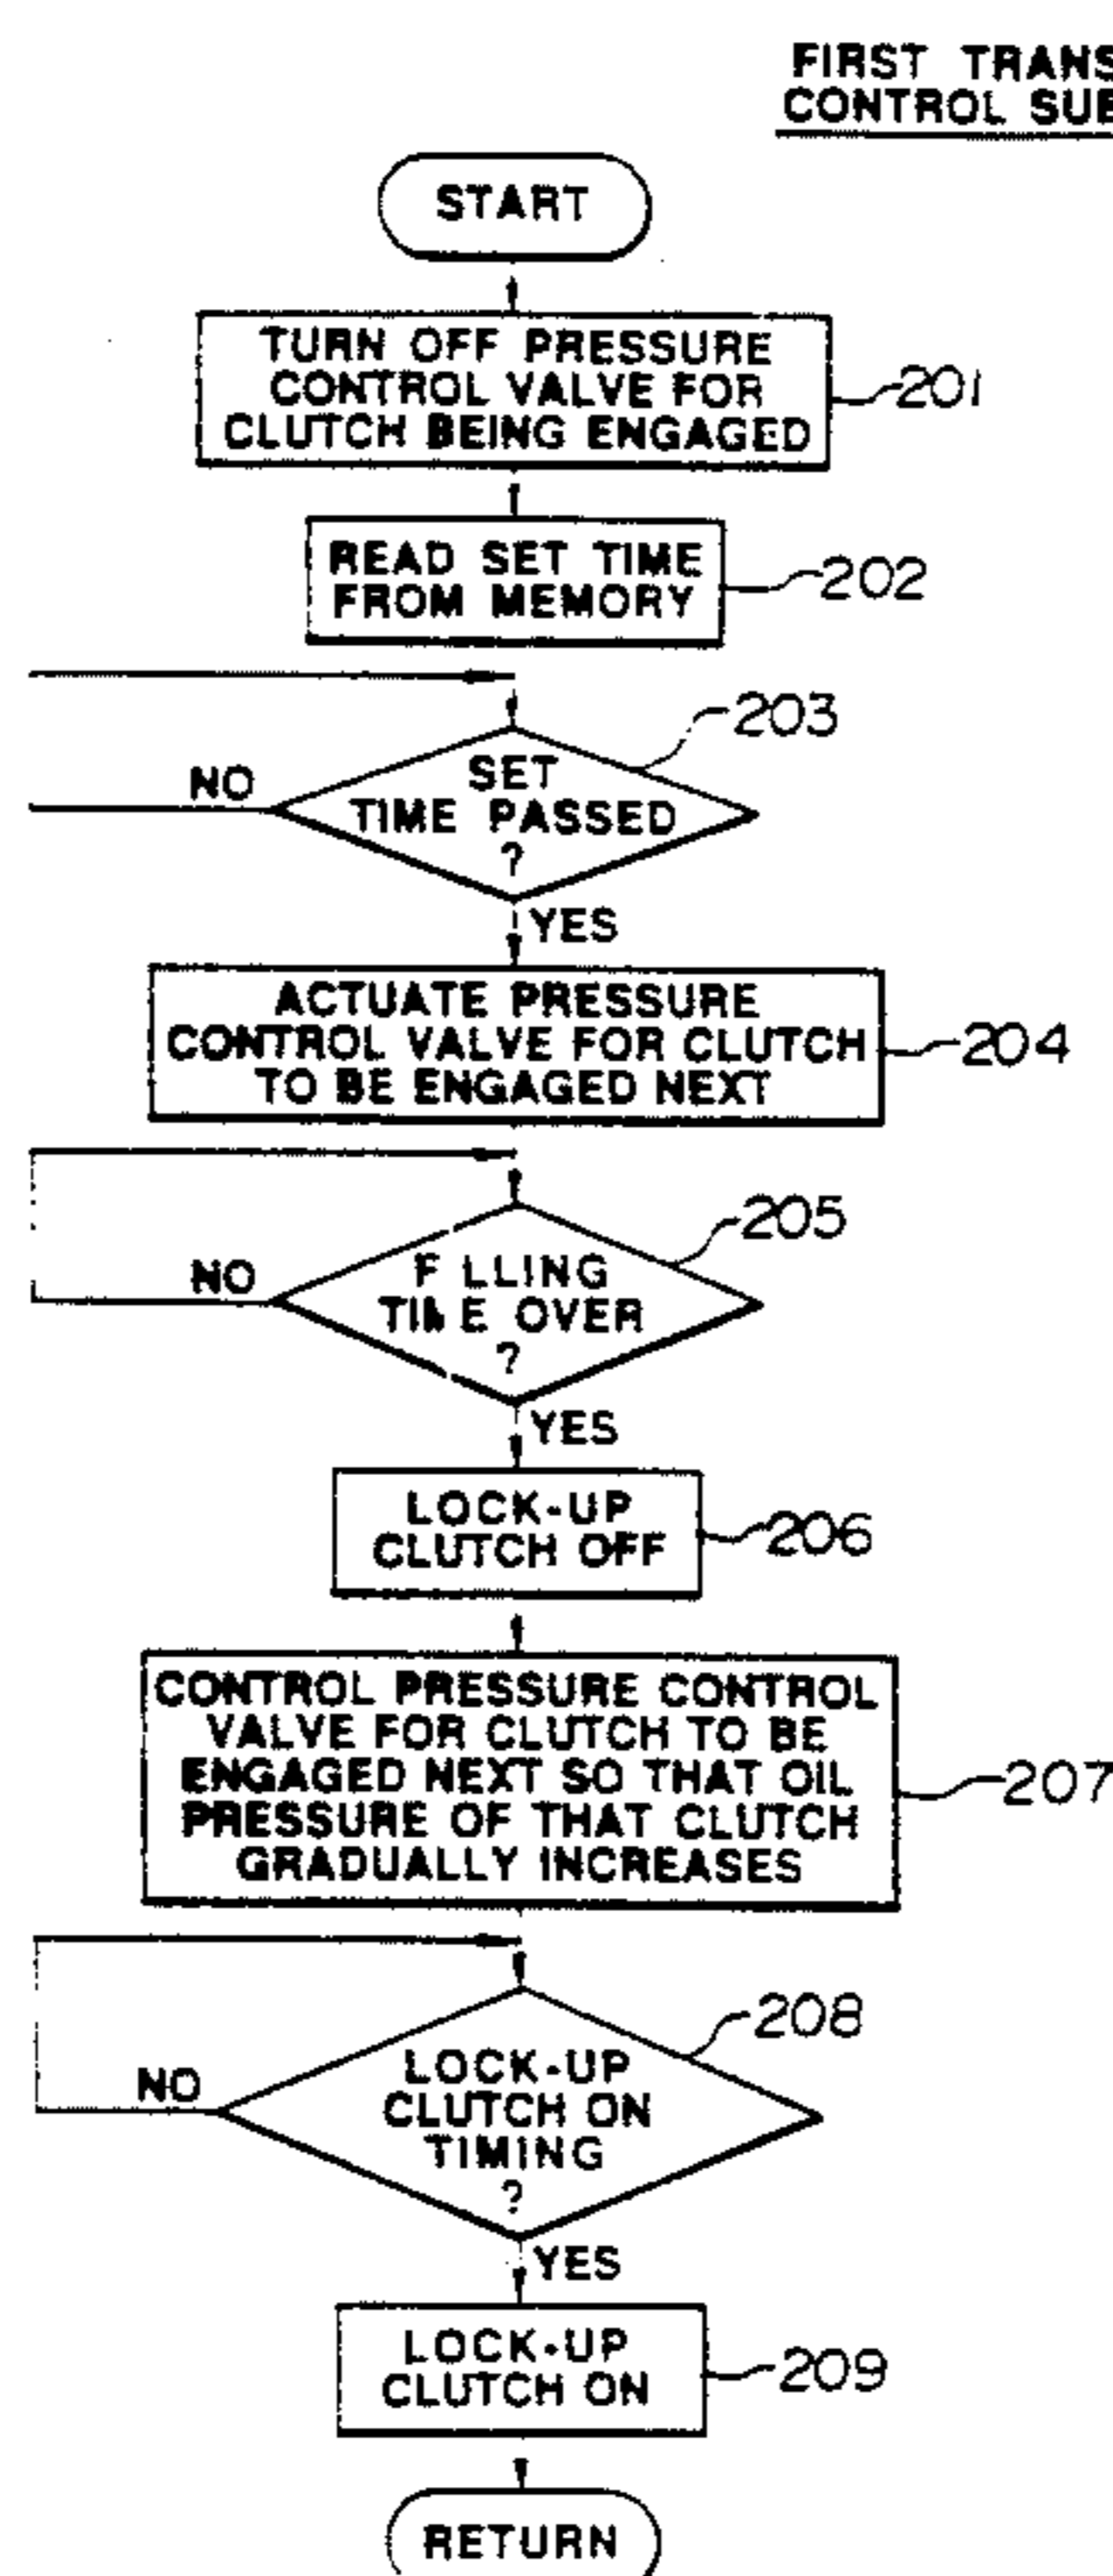 FIRST TRANS
CONTROL SUB
START
TURN OFF PRESSURE
CONTROL VALVE FOR
CLUTCH BEING ENGAGED
201
READ SET TIME
FROM MEMORY
202
203
SET
TIME PASSED
?
NO
YES
ACTUATE PRESSURE
CONTROL VALVE FOR CLUTCH
TO BE ENGAGED NEXT
204
205
FILLING
TIME OVER
?
NO
YES
LOCK-UP
CLUTCH OFF
206
CONTROL PRESSURE CONTROL
VALVE FOR CLUTCH TO BE
ENGAGED NEXT SO THAT OIL
PRESSURE OF THAT CLUTCH
GRADUALLY INCREASES
207
208
LOCK-UP
CLUTCH ON
TIMING
?
NO
YES
LOCK-UP
CLUTCH ON
209
RETURN